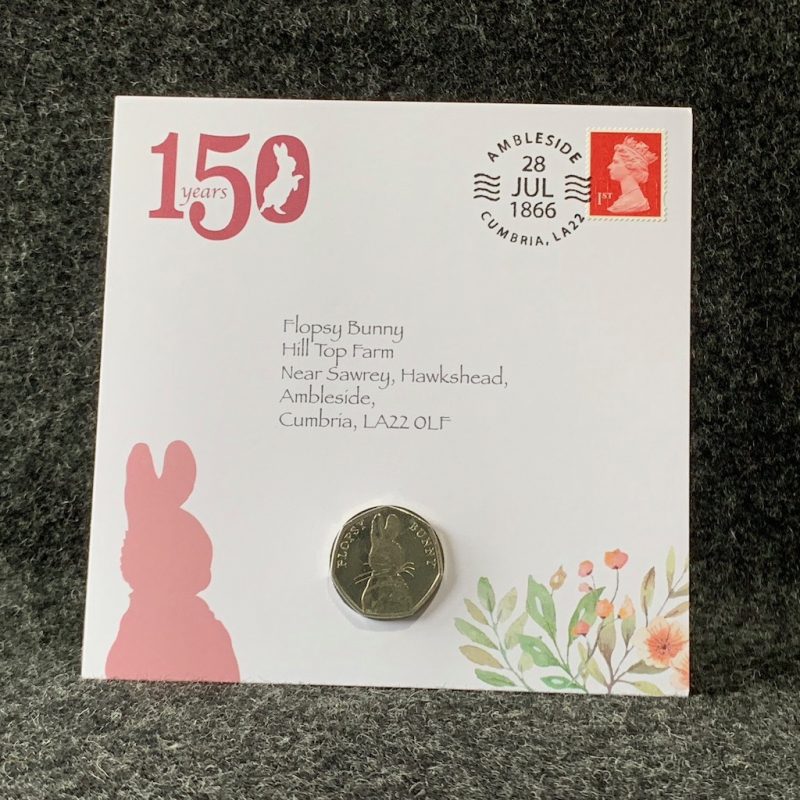 150
years
AMBLESIDE
28
JUL
1866
CUMBRIA, LA22
1ST
Flopsy Bunny
Hill Top Farm
Near Sawrey, Hawkshead,
Ambleside,
Cumbria, LA22 0LF
FLOPSY BUNNY